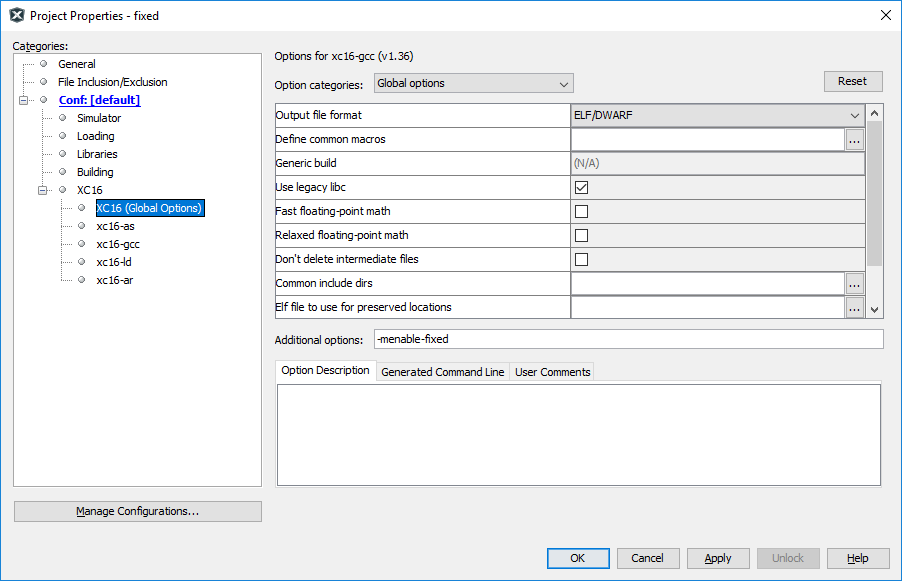 Project Properties - fixed
Categories:
General
File Inclusion/Exclusion
Conf: [default]
Simulator
Loading
Libraries
Building
XC16
XC16 (Global Options)
xc16-as
xc16-gcc
xc16-ld
xc16-ar
Manage Configurations...
Options for xc16-gcc (v1.36)
Option categories: Global options Reset
Output file format ELF/DWARF
Define common macros ...
Generic build (N/A)
Use legacy libc
Fast floating-point math
Relaxed floating-point math
Don't delete intermediate files
Common include dirs ...
Elf file to use for preserved locations ...
Additional options: -menable-fixed
Option Description Generated Command Line User Comments
OK Cancel Apply Unlock Help